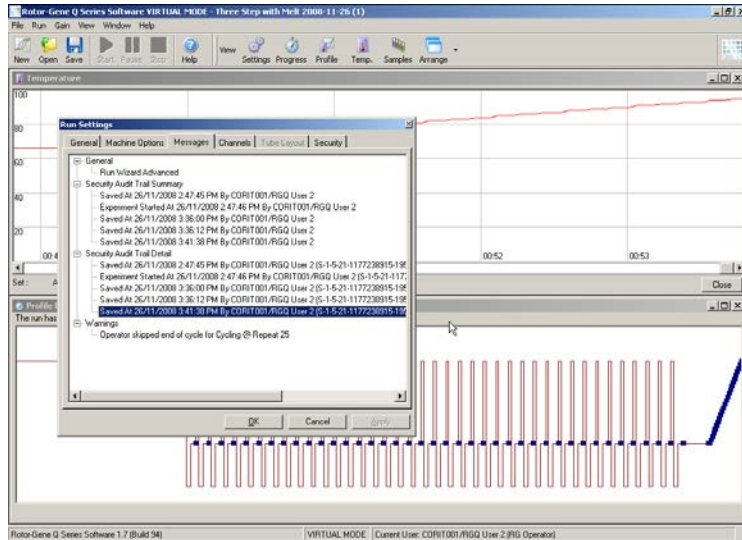 Rotor-Gene Q Series Software VIRTUAL MODE - Three Step with Melt 2008-11-26 (1)
File Run Gain View Window Help
New Open Save Start Pause Stop Help View Settings Progress Profile Temp. Samples Arrange
Temperature
100
80
60
40
20
00:52 00:53
Set :
Close
Run Settings
General Machine Options Messages Channels Tube Layout Security
General
Run Wizard Advanced
Security Audit Trail Summary
Saved At 26/11/2008 2:47:45 PM By CORIT001/RGQ User 2
Experiment Started At 26/11/2008 2:47:46 PM By CORIT001/RGQ User 2
Saved At 26/11/2008 3:36:00 PM By CORIT001/RGQ User 2
Saved At 26/11/2008 3:36:12 PM By CORIT001/RGQ User 2
Saved At 26/11/2008 3:41:38 PM By CORIT001/RGQ User 2
Security Audit Trail Detail
Saved At 26/11/2008 2:47:45 PM By CORIT001/RGQ User 2 (S-1-5-21-1177238915-195
Experiment Started At 26/11/2008 2:47:46 PM By CORIT001/RGQ User 2 (S-1-5-21-117
Saved At 26/11/2008 3:36:00 PM By CORIT001/RGQ User 2 (S-1-5-21-1177238915-195
Saved At 26/11/2008 3:36:12 PM By CORIT001/RGQ User 2 (S-1-5-21-1177238915-195
Saved At 26/11/2008 3:41:38 PM By CORIT001/RGQ User 2 (S-1-5-21-1177238915-195
Warnings
Operator skipped end of cycle for Cycling @ Repeat 25
OK Cancel Apply
Profile
The run has
Rotor-Gene Q Series Software 1.7 (Build 94) VIRTUAL MODE Current User: CORIT001/RGQ User 2 (RG Operator)